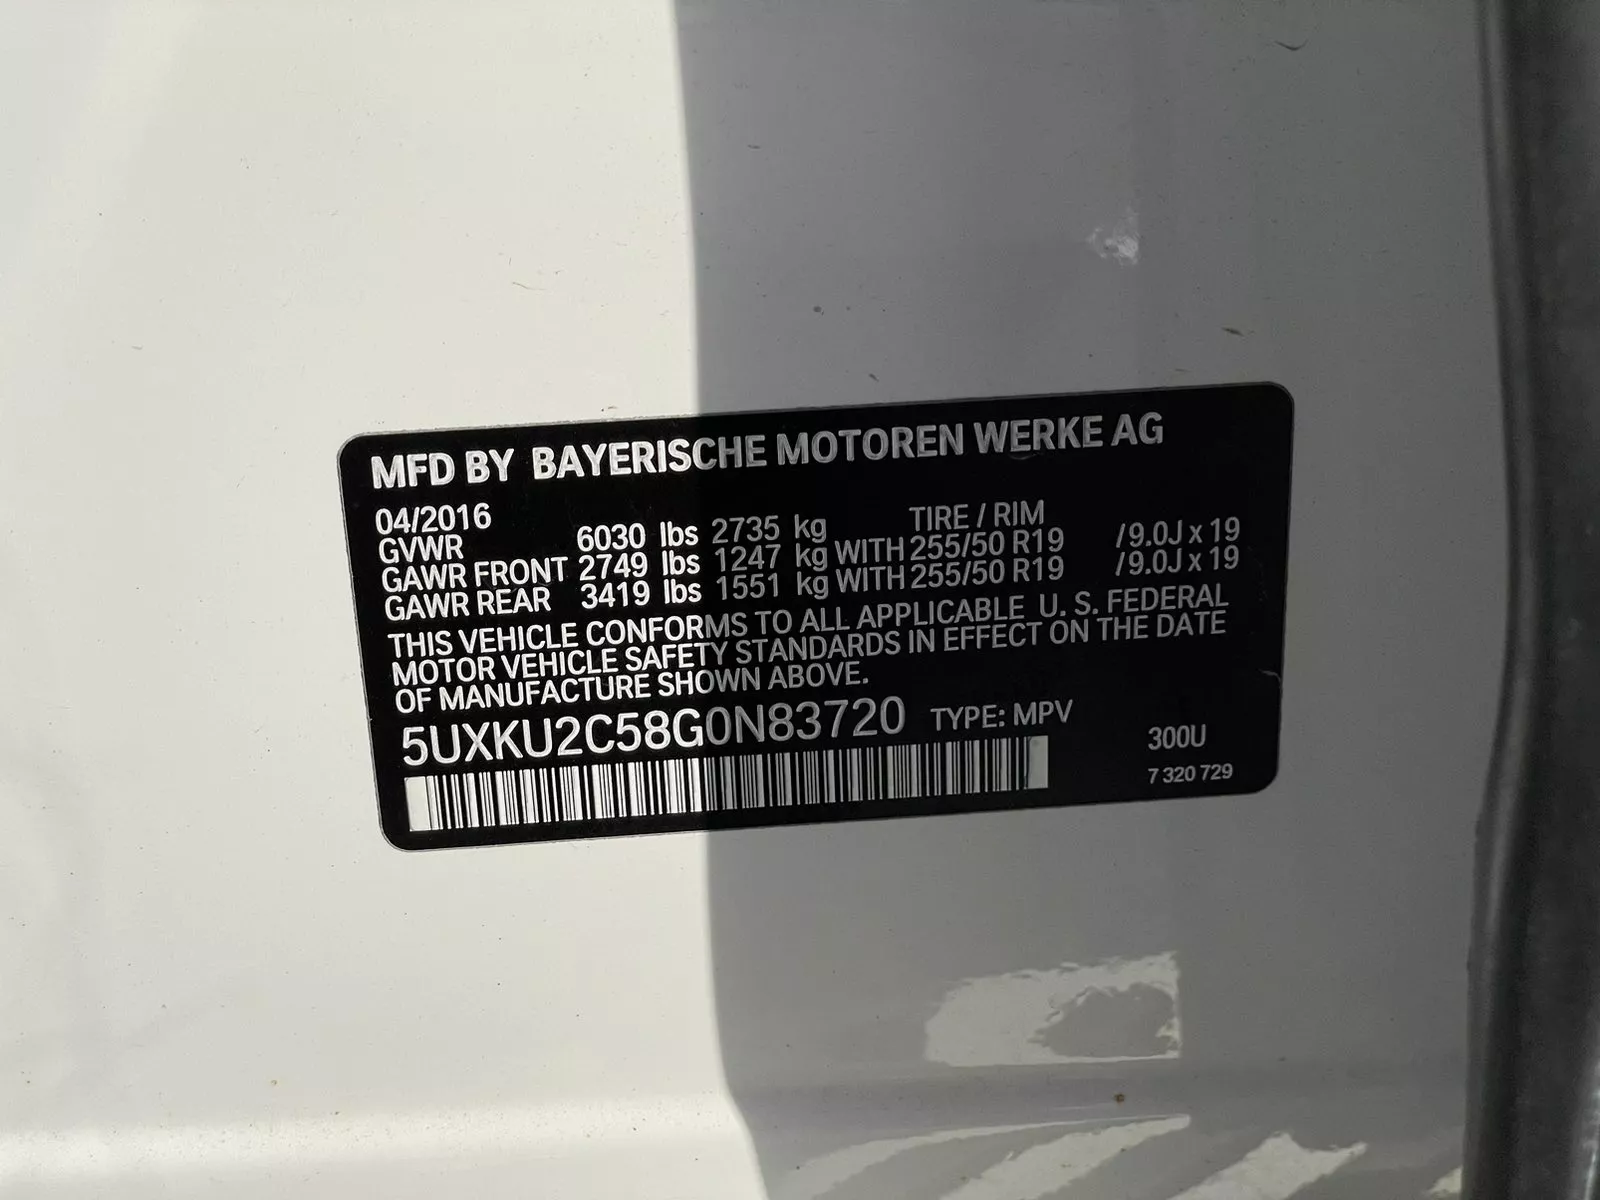 MFD BY BAYERISCHE MOTOREN WERKE AG
04/2016 TIRE / RIM
GVWR 6030 lbs 2735 kg
GAWR FRONT 2749 lbs 1247 kg WITH 255/50 R19 /9.0J x 19
GAWR REAR 3419 lbs 1551 kg WITH 255/50 R19 /9.0J x 19
THIS VEHICLE CONFORMS TO ALL APPLICABLE U. S. FEDERAL
MOTOR VEHICLE SAFETY STANDARDS IN EFFECT ON THE DATE
OF MANUFACTURE SHOWN ABOVE.
5UXKU2C58G0N83720 TYPE: MPV
300U
7 320 729